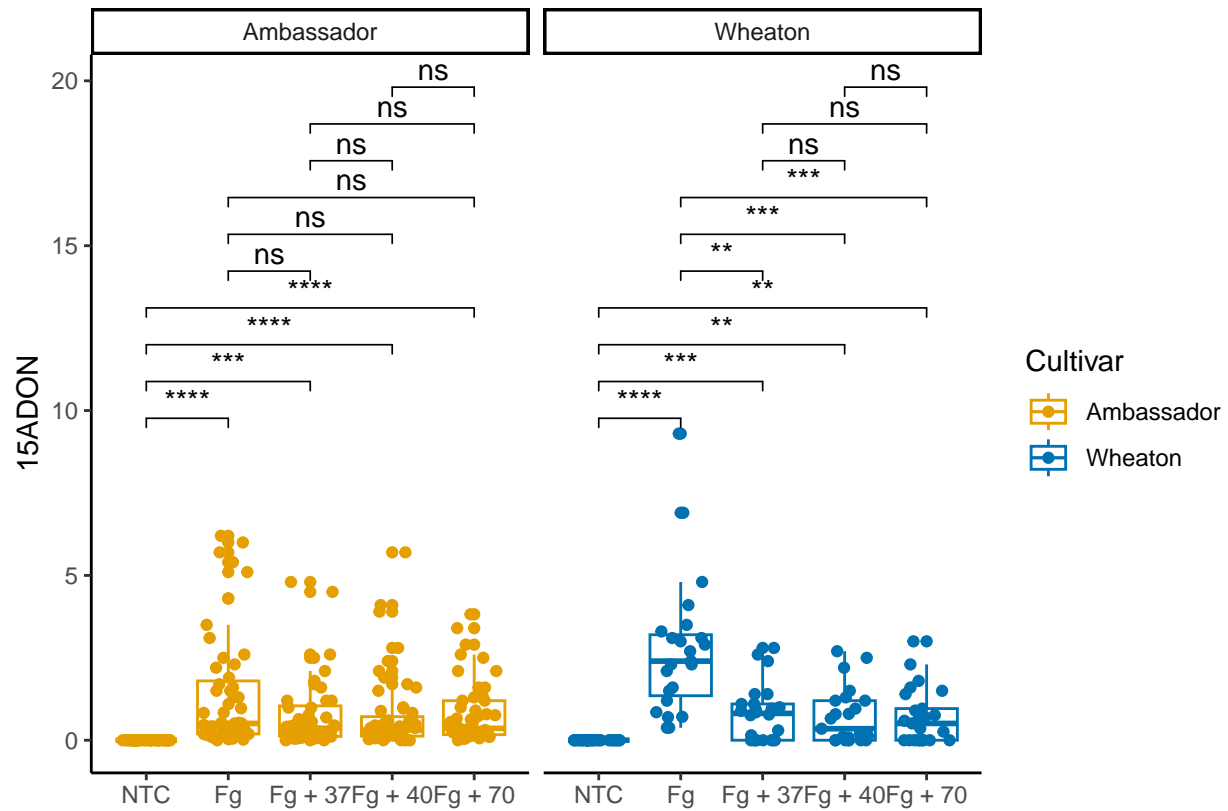 Ambassador
Wheaton
20
15
10
5
0
15ADON
ns
ns
ns
ns
ns
ns
****
****
***
****
ns
ns
ns
***
***
**
**
**
***
****
NTC
Fg
Fg + 37
Fg + 40
Fg + 70
NTC
Fg
Fg + 37
Fg + 40
Fg + 70
Cultivar
Ambassador
Wheaton